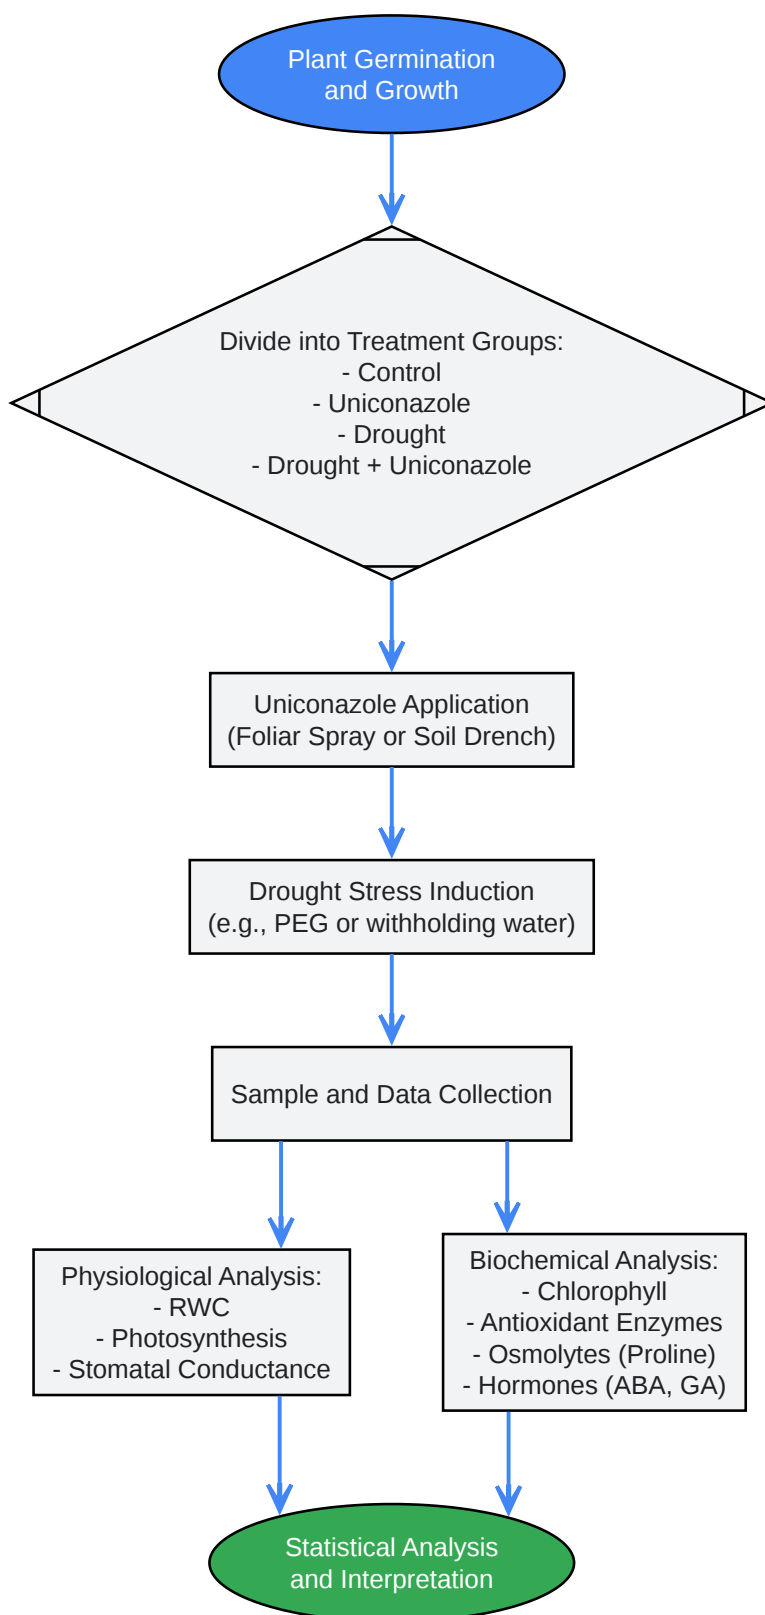 Plant Germination
and Growth
Divide into Treatment Groups:
- Control
- Uniconazole
- Drought
- Drought + Uniconazole
Uniconazole Application
(Foliar Spray or Soil Drench)
Drought Stress Induction
(e.g., PEG or withholding water)
Sample and Data Collection
Physiological Analysis:
- RWC
- Photosynthesis
- Stomatal Conductance
Biochemical Analysis:
- Chlorophyll
- Antioxidant Enzymes
- Osmolytes (Proline)
- Hormones (ABA, GA)
Statistical Analysis
and Interpretation